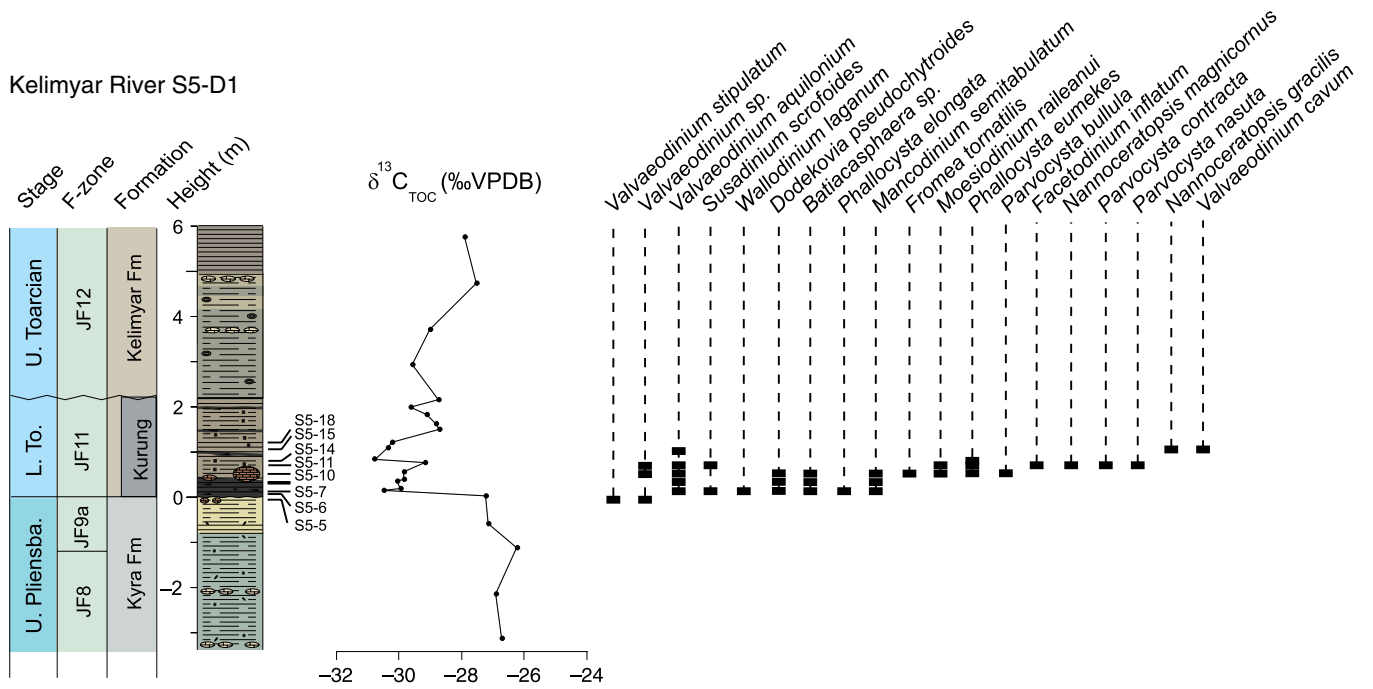 Kelimyar River S5-D1
Stage
F-zone
Formation
Height (m)
δ13CTOC (‰VPDB)
Valvaeodinium stipulatum
Valvaeodinium sp.
Valvaeodinium aquilonium
Susadinium scrofoides
Wallodinium laganum
Dodekovia pseudochytroides
Batiacasphaera sp.
Phallocysta elongata
Mancodinium semitabulatum
Fromea tornatilis
Moesiodinium raileanui
Phallocysta eumekes
Parvocysta bullula
Facetodinium inflatum
Nannoceratopsis magnicornus
Parvocysta contracta
Parvocysta nasuta
Nannoceratopsis gracilis
Valvaeodinium cavum
U. Toarcian
JF12
Kelimyar Fm
L. To.
JF11
Kurung
U. Pliensba.
JF9a
JF8
Kyra Fm
6
4
2
0
–2
S5-18
S5-15
S5-14
S5-11
S5-10
S5-7
S5-6
S5-5
–32 –30 –28 –26 –24